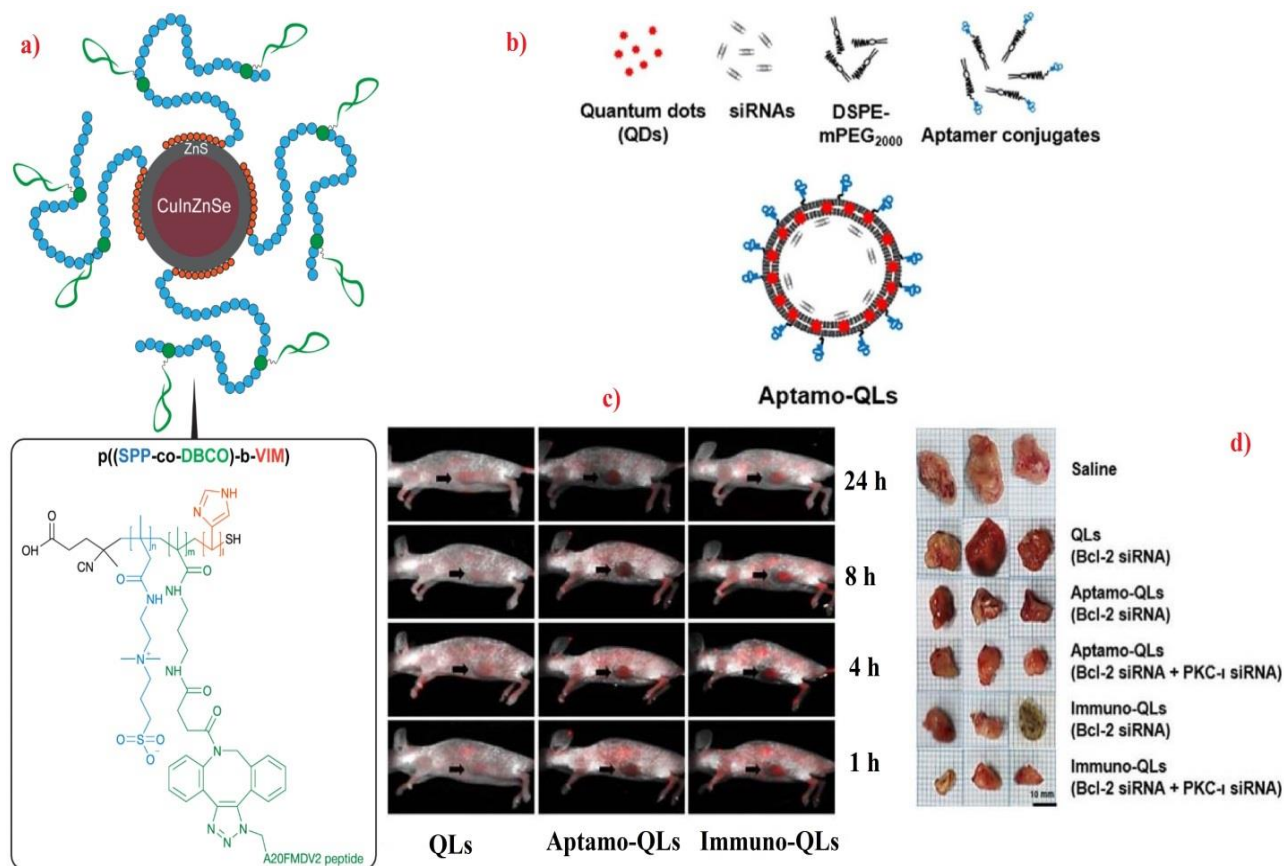 a)
ZnS
CuInZnSe
p((SPP-co-DBCO)-b-VIM)
NH
N
O
OH
CN
n
m
i
SH
O
NH
N+
O=S=O
O-
O
NH
NH
O
O
N
N
N=N
A20FMDV2 peptide
b)
Quantum dots
(QDs)
siRNAs
DSPE-
mPEG2000
Aptamer conjugates
Aptamo-QLs
c)
24 h
8 h
4 h
1 h
QLs
Aptamo-QLs
Immuno-QLs
d)
Saline
QLs
(Bcl-2 siRNA)
Aptamo-QLs
(Bcl-2 siRNA)
Aptamo-QLs
(Bcl-2 siRNA + PKC-ι siRNA)
Immuno-QLs
(Bcl-2 siRNA)
Immuno-QLs
(Bcl-2 siRNA + PKC-ι siRNA)
10 mm